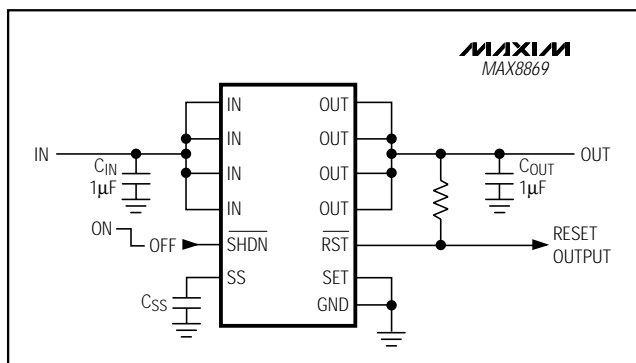 MAXIM
MAX8869
IN
OUT
IN
OUT
IN
CIN
1µF
IN
OUT
COUT
1µF
OUT
IN
OUT
ON
OFF
SHDN
RST
RESET
OUTPUT
SS
SET
CSS
GND